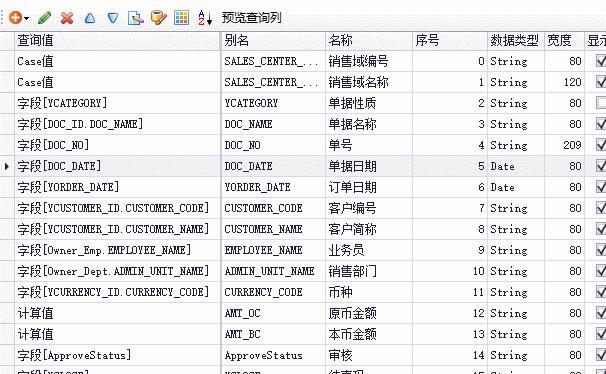 预览查询列
查询值 别名 名称 序号 数据类型 宽度 显示
Case值 SALES_CENTER_... 销售域编号 0 String 80
Case值 SALES_CENTER_... 销售域名称 1 String 120
字段[YCATEGORY] YCATEGORY 单据性质 2 String 80
字段[DOC_ID.DOC_NAME] DOC_NAME 单据名称 3 String 80
字段[DOC_NO] DOC_NO 单号 4 String 209
字段[DOC_DATE] DOC_DATE 单据日期 5 Date 80
字段[YORDER_DATE] YORDER_DATE 订单日期 6 Date 80
字段[YCUSTOMER_ID.CUSTOMER_CODE] CUSTOMER_CODE 客户编号 7 String 80
字段[YCUSTOMER_ID.CUSTOMER_NAME] CUSTOMER_NAME 客户简称 8 String 80
字段[Owner_Emp.EMPLOYEE_NAME] EMPLOYEE_NAME 业务员 9 String 80
字段[Owner_Dept.ADMIN_UNIT_NAME] ADMIN_UNIT_NAME 销售部门 10 String 80
字段[YCURRENCY_ID.CURRENCY_CODE] CURRENCY_CODE 币种 11 String 80
计算值 AMT_OC 原币金额 12 String 80
计算值 AMT_BC 本币金额 13 String 80
字段[ApproveStatus] ApproveStatus 审核 14 String 80